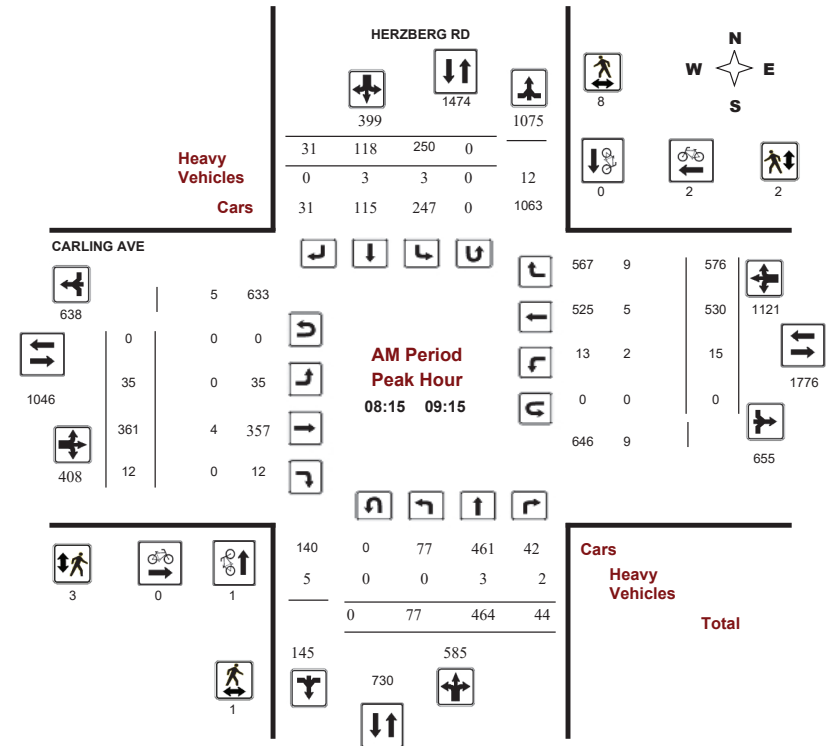 HERZBERG RD
N
W E
S
1474
8
399 1075
31 118 250 0
Heavy
Vehicles
0 3 3 0 12
Cars
31 115 247 0 1063
0 2 2
CARLING AVE
638
5 633
567 9 576
0 0 0
525 5 530 1121
1046
35 0 35
AM Period
Peak Hour
08:15 09:15
13 2 15
1776
361 4 357
0 0 0
408
12 0 12
646 9
655
140 0 77 461 42
Cars
5 0 0 3 2
Heavy
Vehicles
3 0 1
0 77 464 44
Total
145 585
730
1